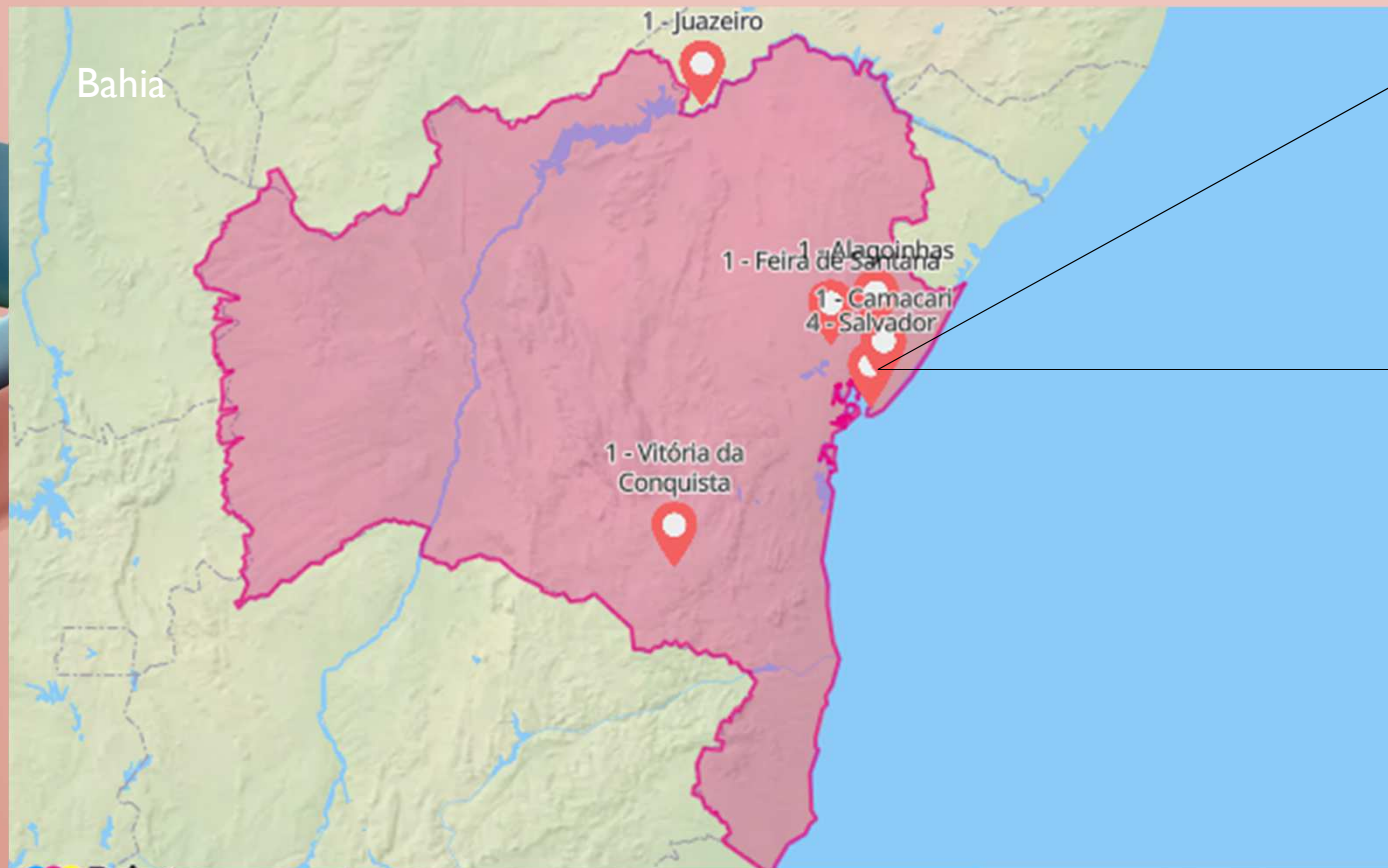 1 - Juazeiro
Bahia
1 - Alagoinhas
1 - Feira de Santana
1 - Camacari
4 - Salvador
1 - Vitória da
Conquista